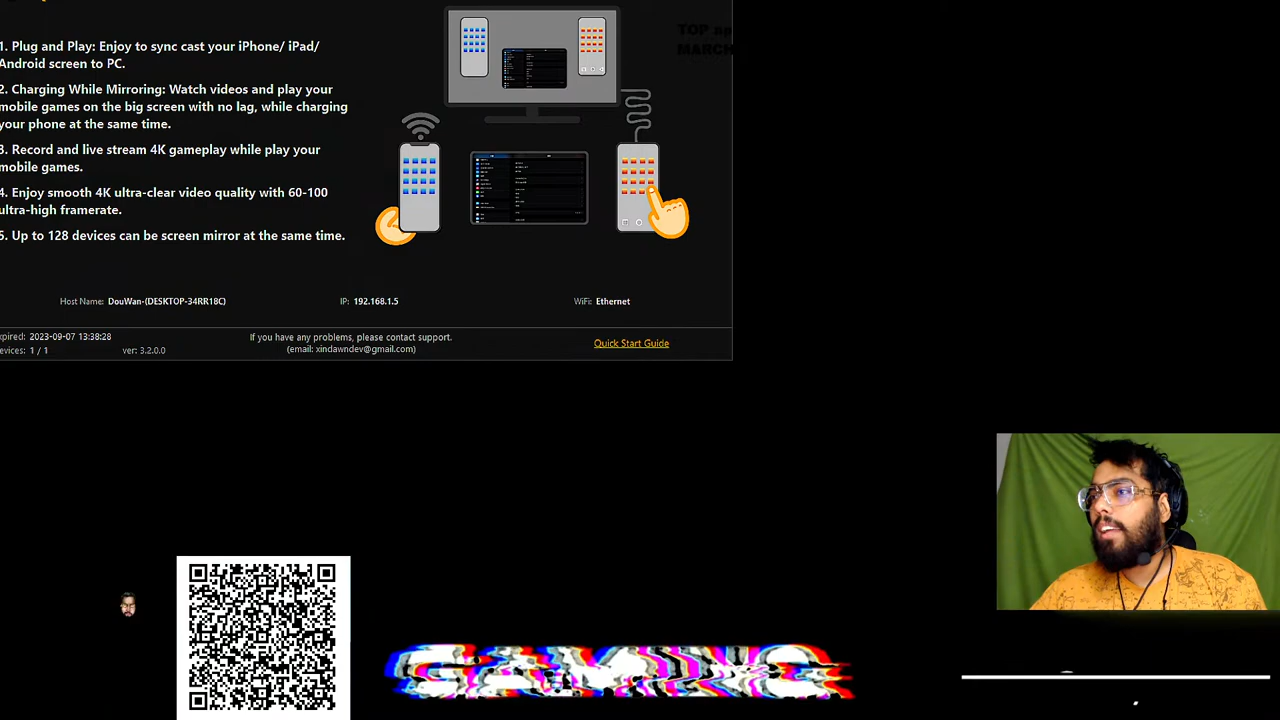 1. Plug and Play: Enjoy to sync cast your iPhone/ iPad/
Android screen to PC.
2. Charging While Mirroring: Watch videos and play your
mobile games on the big screen with no lag, while charging
your phone at the same time.
3. Record and live stream 4K gameplay while play your
mobile games.
4. Enjoy smooth 4K ultra-clear video quality with 60-100
ultra-high framerate.
5. Up to 128 devices can be screen mirror at the same time.
TOP
MARCH
Host Name: DouWan-(DESKTOP-34RR18C)
IP: 192.168.1.5
WiFi: Ethernet
xpired: 2023-09-07 13:38:28
evices: 1 / 1
ver: 3.2.0.0
If you have any problems, please contact support.
(email: xindawndev@gmail.com)
Quick Start Guide
GAMING